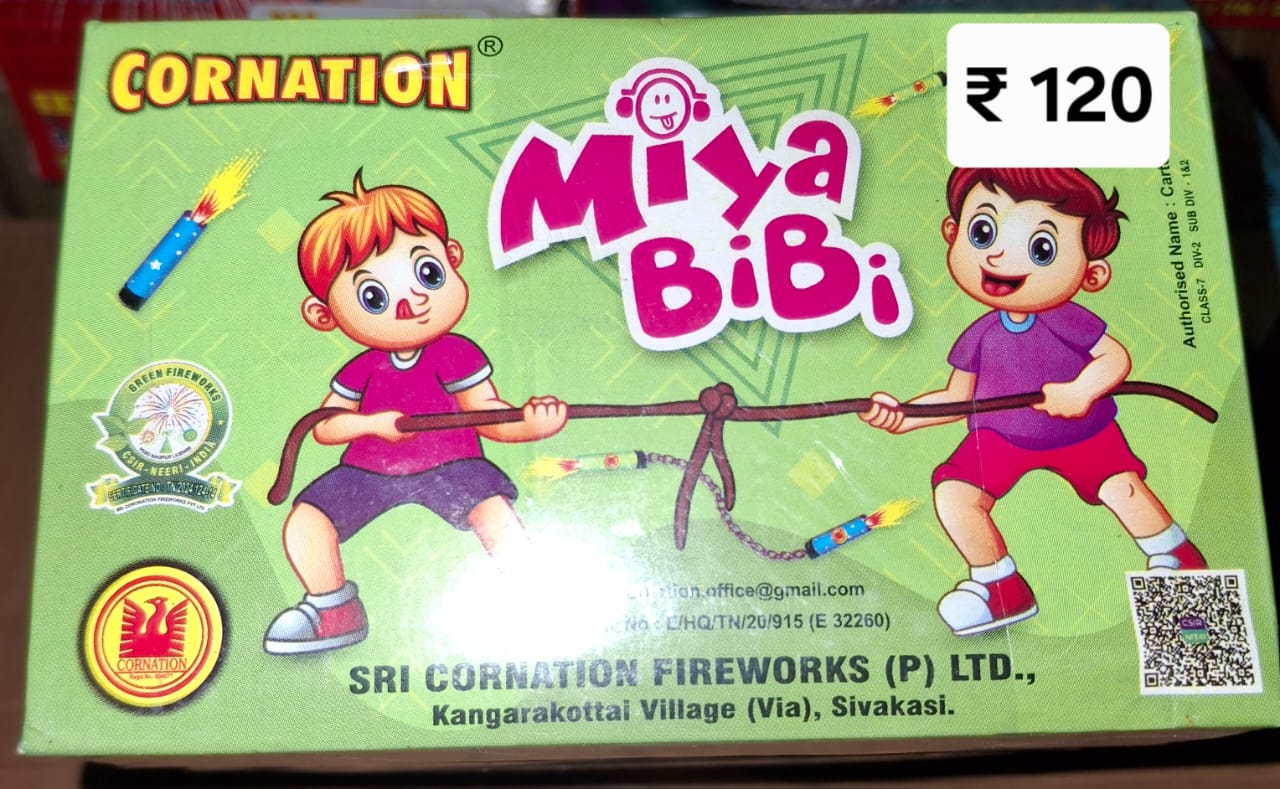 CORNATION®
₹ 120
Miya
BiBi
Authorised Name :
CLASS-7 DIV-2 SUB DIV - 1&2
GREEN FIREWORKS
CSIR - NEERI - INDIA
CSIR
NEERI
ation.office@gmail.com
No : E/HQ/TN/20/915 (E 32260)
CORNATION
SRI CORNATION FIREWORKS (P) LTD.,
Kangarakottai Village (Via), Sivakasi.